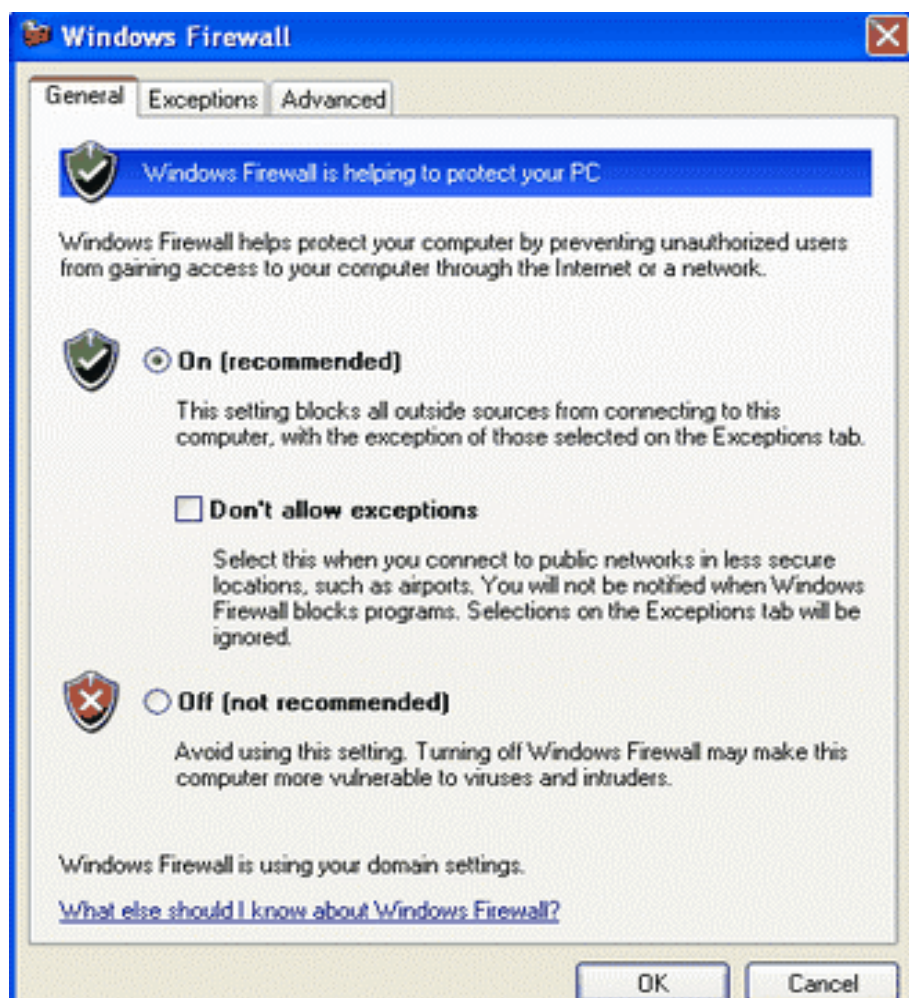 Windows Firewall
General Exceptions Advanced
Windows Firewall is helping to protect your PC
Windows Firewall helps protect your computer by preventing unauthorized users
from gaining access to your computer through the Internet or a network.
On (recommended)
This setting blocks all outside sources from connecting to this
computer, with the exception of those selected on the Exceptions tab.
Don't allow exceptions
Select this when you connect to public networks in less secure
locations, such as airports. You will not be notified when Windows
Firewall blocks programs. Selections on the Exceptions tab will be
ignored.
Off (not recommended)
Avoid using this setting. Turning off Windows Firewall may make this
computer more vulnerable to viruses and intruders.
Windows Firewall is using your domain settings.
What else should I know about Windows Firewall?
OK Cancel